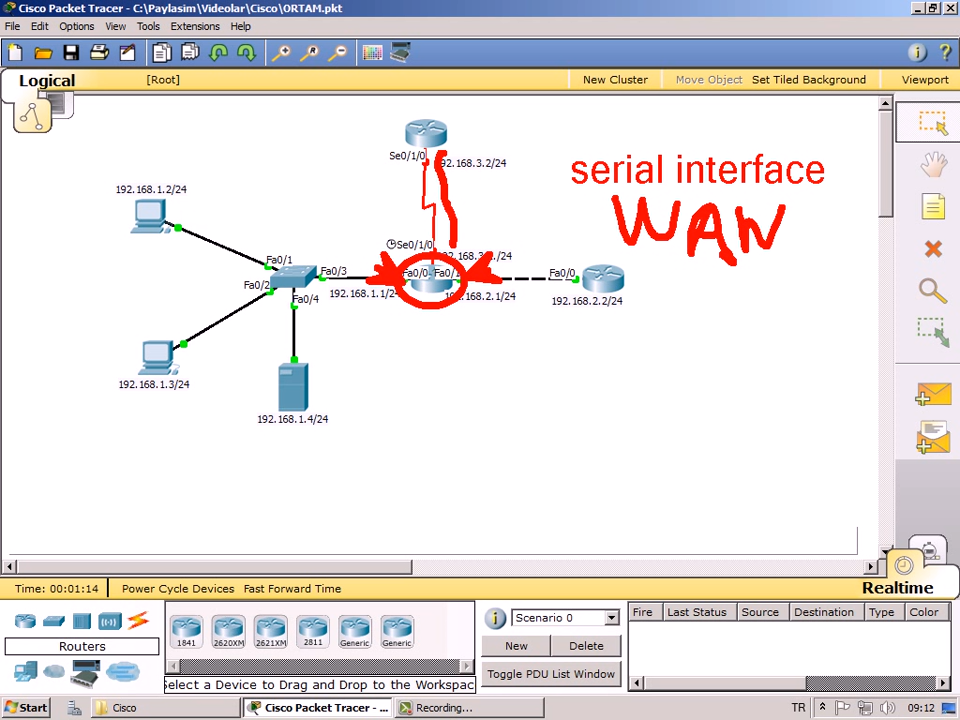 Cisco Packet Tracer - C:\Paylasim\Videolar\Cisco\ORTAM.pkt
File Edit Options View Tools Extensions Help
Logical [Root] New Cluster Move Object Set Tiled Background Viewport
Se0/1/0
192.168.3.2/24
serial interface
WAN
192.168.1.2/24
Se0/1/0
Fa0/1
Fa0/3
Fa0/0
Fa0/0
Fa0/2
Fa0/4
192.168.1.1/24
192.168.2.1/24
192.168.2.2/24
192.168.1.3/24
192.168.1.4/24
Realtime
Time: 00:01:14 Power Cycle Devices Fast Forward Time
Routers
1841 2620XM 2621XM 2811 Generic Generic
Select a Device to Drag and Drop to the Workspac
Scenario 0
New Delete
Toggle PDU List Window
Fire Last Status Source Destination Type Color
Start Cisco Cisco Packet Tracer - ... Recording... TR 09:12